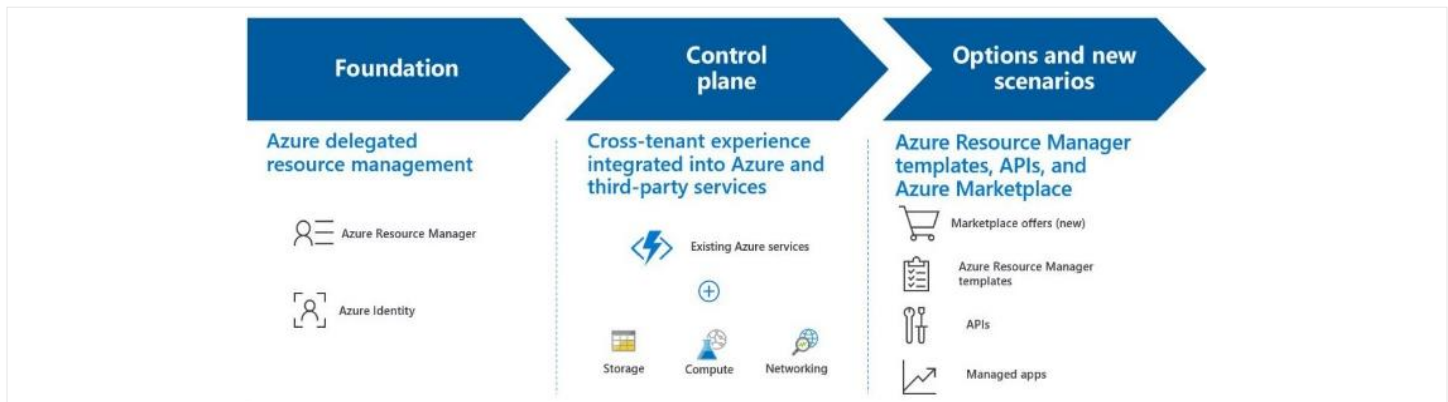 Foundation
Control
plane
Options and new
scenarios
Azure delegated
resource management
Azure Resource Manager
Azure Identity
Cross-tenant experience
integrated into Azure and
third-party services
Existing Azure services
Storage
Compute
Networking
Azure Resource Manager
templates, APIs, and
Azure Marketplace
Marketplace offers (new)
Azure Resource Manager
templates
APIs
Managed apps